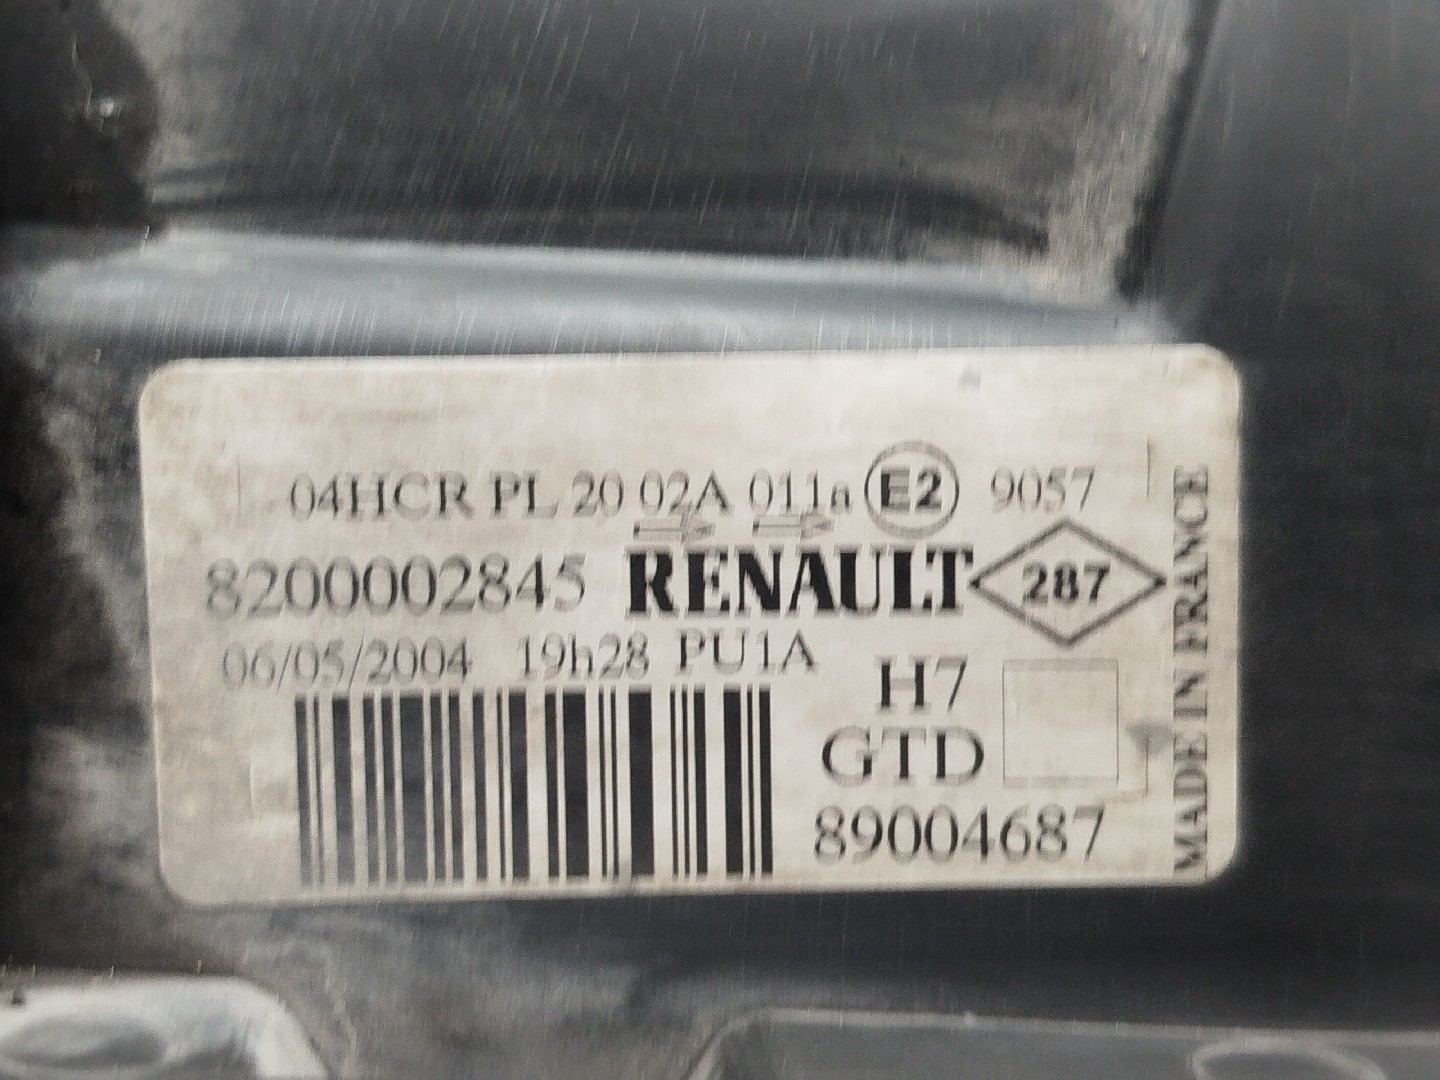 04HCR PL 20 02A 011a E2 9057
8200002845 RENAULT 287
06/05/2004 19h28 PU1A
H7
GTD
89004687
MADE IN FRANCE